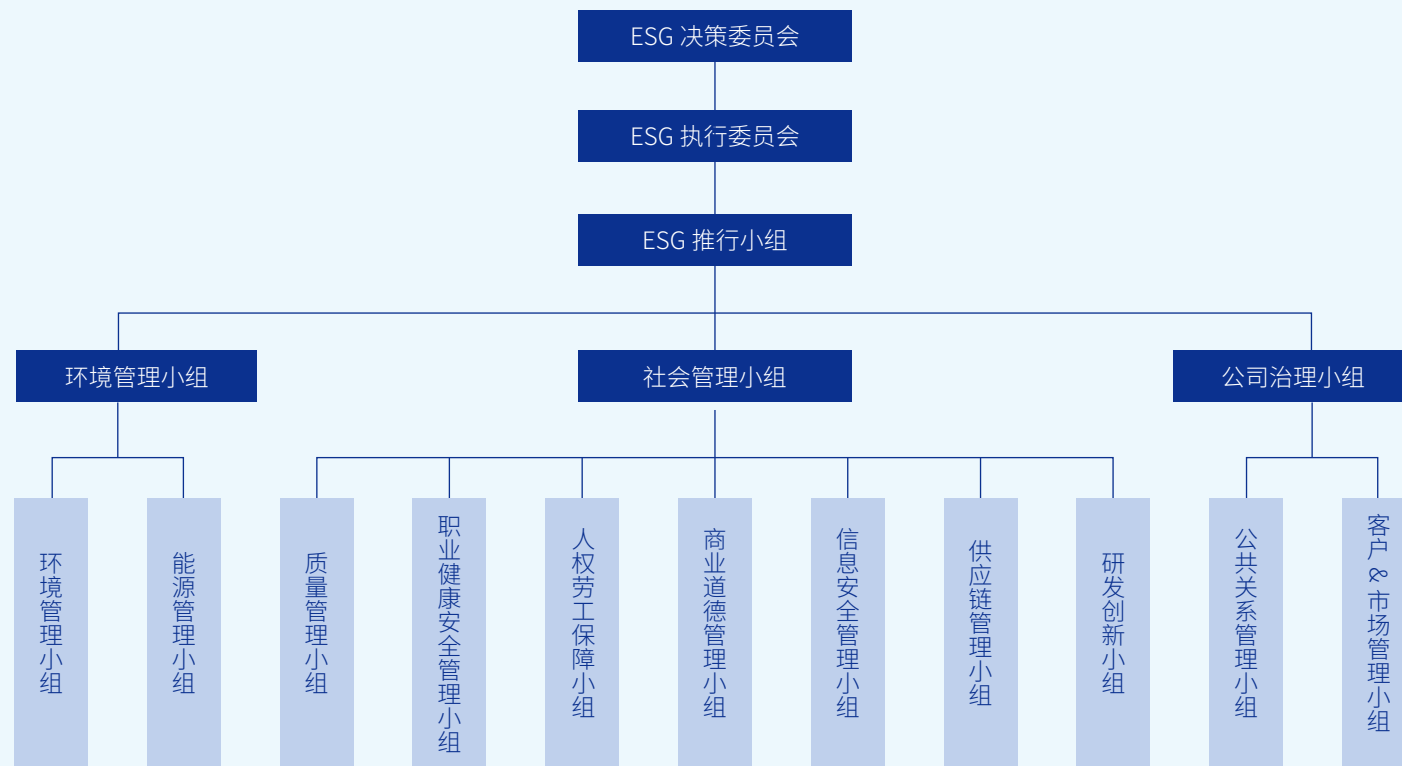 ESG 决策委员会
ESG 执行委员会
ESG 推行小组
环境管理小组
社会管理小组
公司治理小组
环境管理小组
能源管理小组
质量管理小组
职业健康安全管理小组
人权劳工保障小组
商业道德管理小组
信息安全管理小组
供应链管理小组
研发创新小组
公共关系管理小组
客户 & 市场管理小组